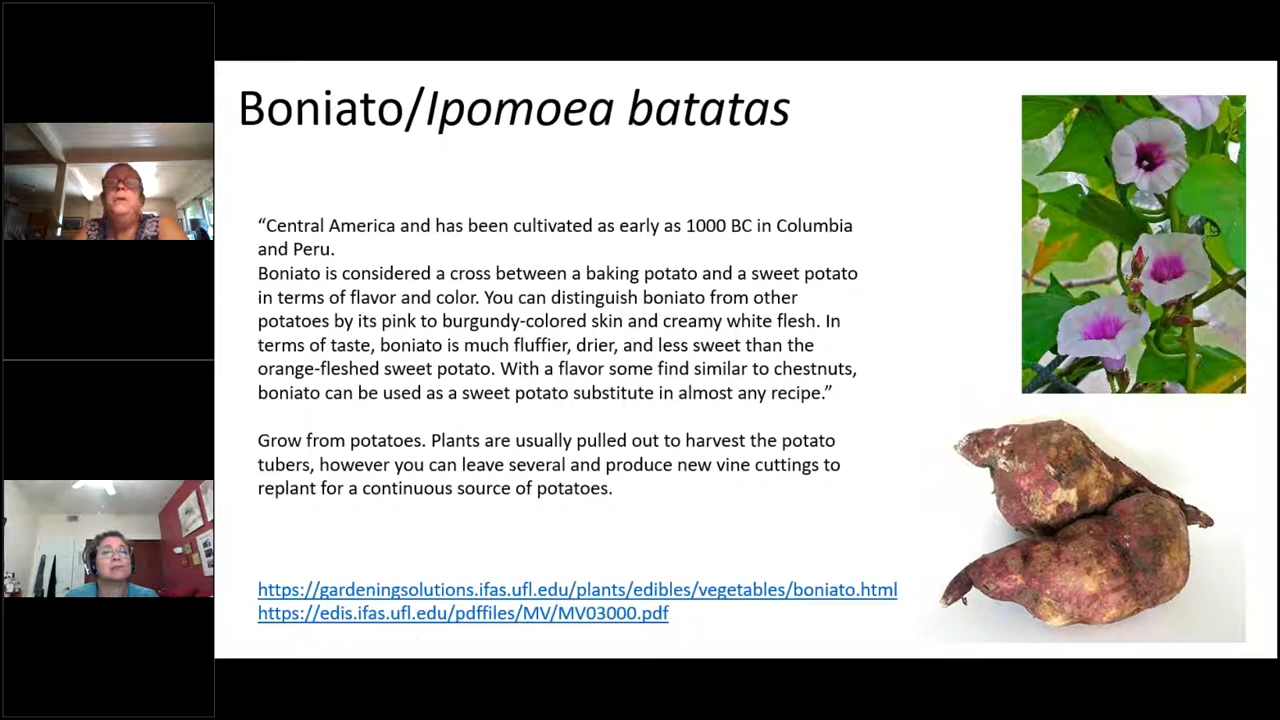 Boniato/Ipomoea batatas
“Central America and has been cultivated as early as 1000 BC in Columbia
and Peru.
Boniato is considered a cross between a baking potato and a sweet potato
in terms of flavor and color. You can distinguish boniato from other
potatoes by its pink to burgundy-colored skin and creamy white flesh. In
terms of taste, boniato is much fluffier, drier, and less sweet than the
orange-fleshed sweet potato. With a flavor some find similar to chestnuts,
boniato can be used as a sweet potato substitute in almost any recipe.”
Grow from potatoes. Plants are usually pulled out to harvest the potato
tubers, however you can leave several and produce new vine cuttings to
replant for a continuous source of potatoes.
https://gardeningsolutions.ifas.ufl.edu/plants/edibles/vegetables/boniato.html
https://edis.ifas.ufl.edu/pdffiles/MV/MV03000.pdf